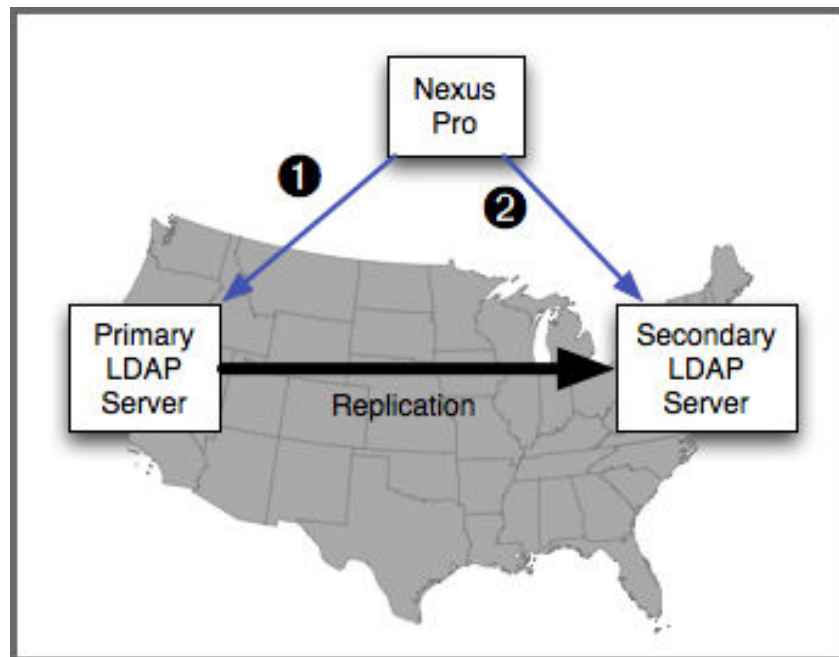 Nexus
Pro
1
2
Primary
LDAP
Server
Replication
Secondary
LDAP
Server